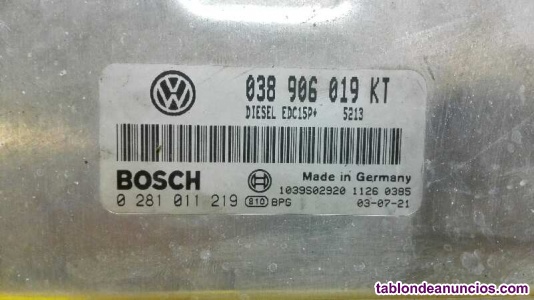 038 906 019 KT
DIESEL EDC15P+ 5213
BOSCH
Made in Germany
1039S02920 1126 0385
0 281 011 219 810 BPG 03-07-21
tablondeanuncios.com